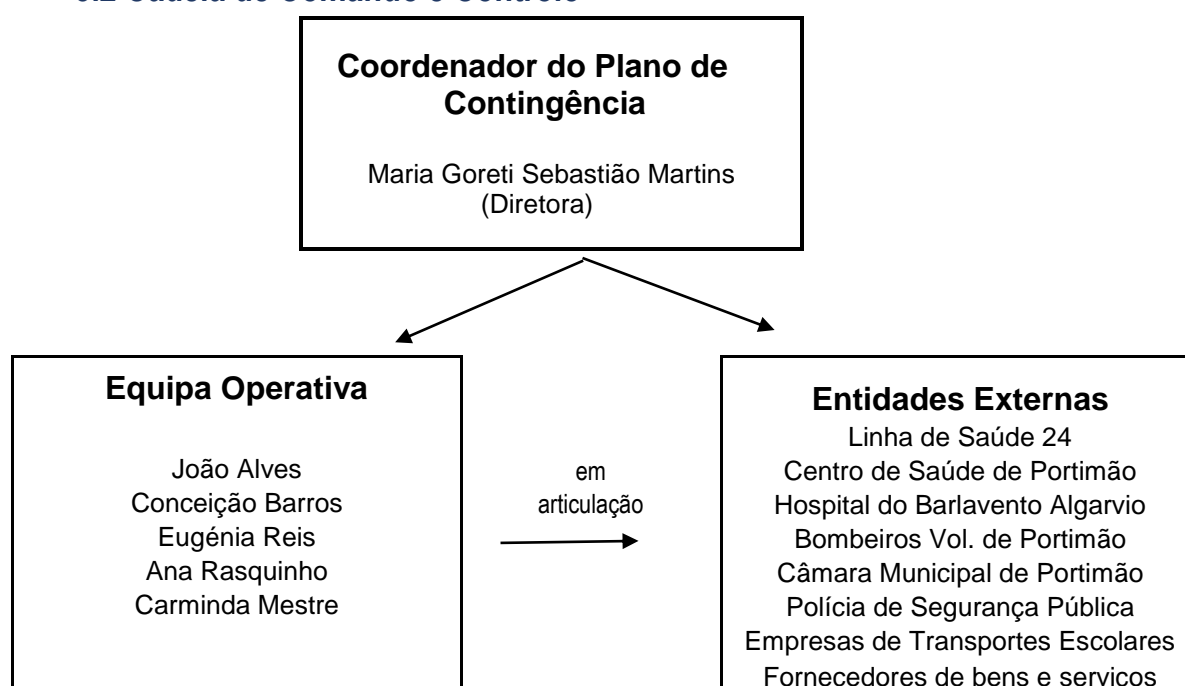 Coordenador do Plano de
Contingência
Maria Goreti Sebastião Martins
(Diretora)
Equipa Operativa
João Alves
Conceição Barros
Eugénia Reis
Ana Rasquinho
Carminda Mestre
em
articulação
Entidades Externas
Linha de Saúde 24
Centro de Saúde de Portimão
Hospital do Barlavento Algarvio
Bombeiros Vol. de Portimão
Câmara Municipal de Portimão
Polícia de Segurança Pública
Empresas de Transportes Escolares
Fornecedores de bens e serviços